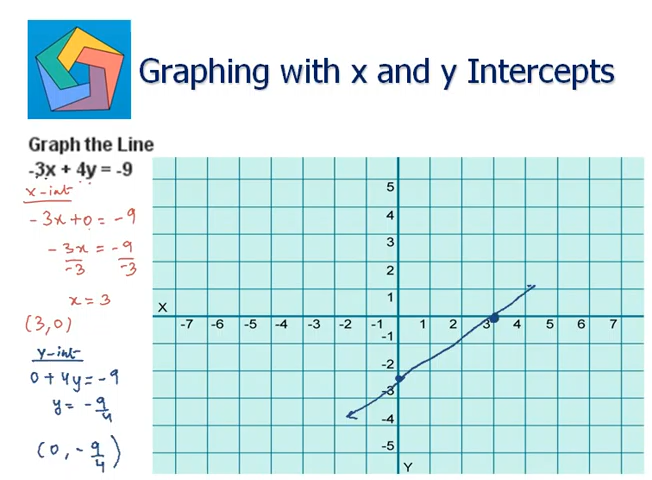 Graphing with x and y Intercepts
Graph the Line
-3x + 4y = -9
x-int
-3x + 0 = -9
-3x/-3 = -9/-3
x = 3
(3, 0)
y-int
0 + 4y = -9
y = -9/4
(0, -9/4)
5
4
3
2
1
X
-7 -6 -5 -4 -3 -2 -1 1 2 3 4 5 6 7
-1
-2
-3
-4
-5
Y